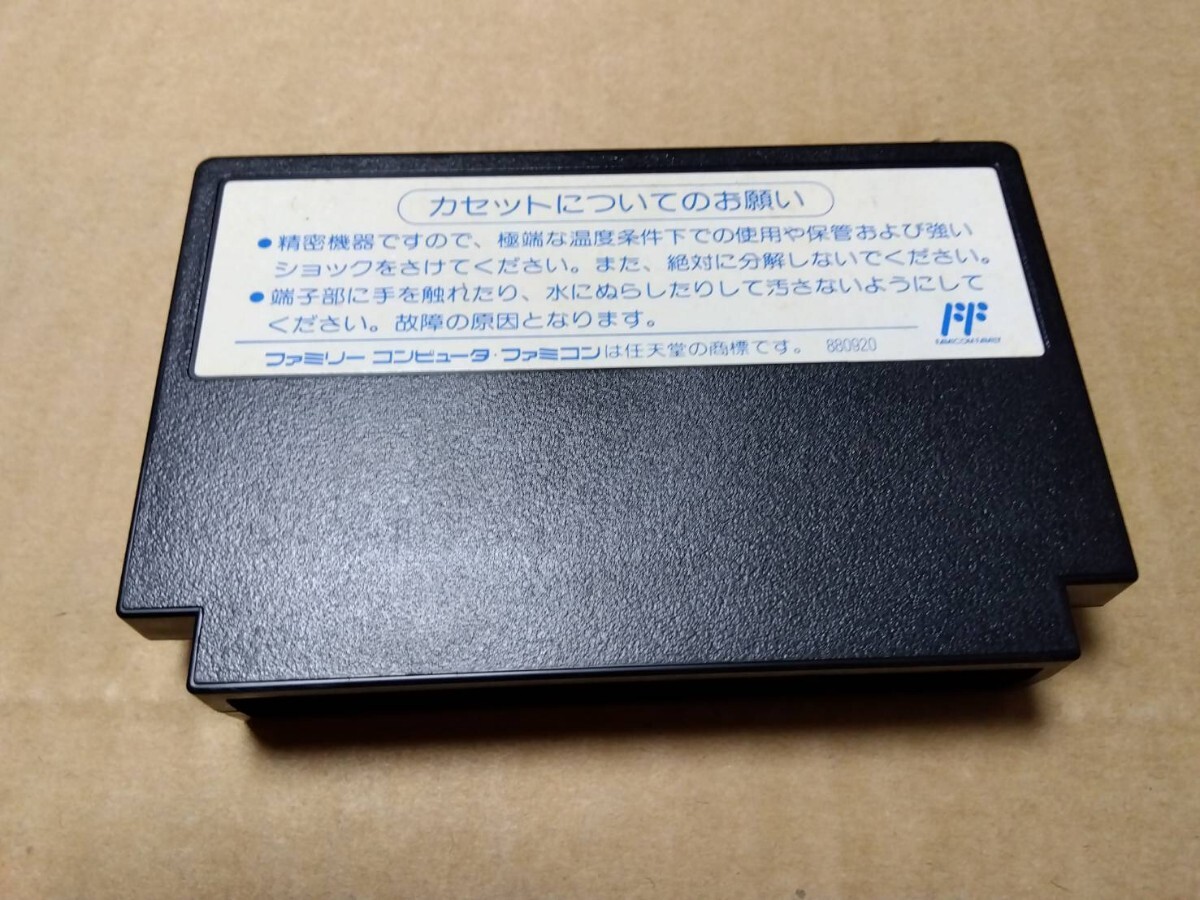 カセットについてのお願い
●精密機器ですので、極端な温度条件下での使用や保管および強い
ショックをさけてください。また、絶対に分解しないでください。
●端子部に手を触れたり、水にぬらしたりして汚さないようにして
ください。故障の原因となります。
FF
FAMICOM FAMILY
ファミリー コンピュータ・ファミコンは任天堂の商標です。 880920